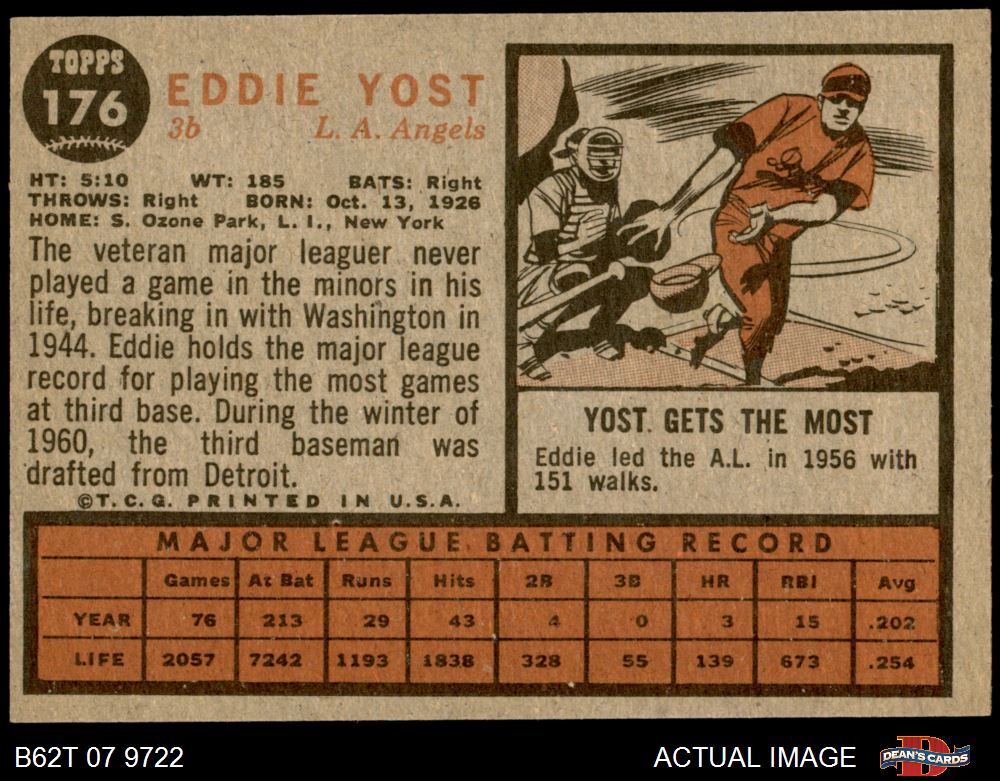 TOPPS
176
EDDIE YOST
3b L. A. Angels
HT: 5:10 WT: 185 BATS: Right
THROWS: Right BORN: Oct. 13, 1926
HOME: S. Ozone Park, L. I., New York
The veteran major leaguer never
played a game in the minors in his
life, breaking in with Washington in
1944. Eddie holds the major league
record for playing the most games
at third base. During the winter of
1960, the third baseman was
drafted from Detroit.
©T.C.G. PRINTED IN U.S.A.
YOST GETS THE MOST
Eddie led the A.L. in 1956 with
151 walks.
MAJOR LEAGUE BATTING RECORD
Games At Bat Runs Hits 2B 3B HR RBI Avg
YEAR 76 213 29 43 4 0 3 15 .202
LIFE 2057 7242 1193 1838 328 55 139 673 .254
B62T 07 9722 ACTUAL IMAGE DEAN'S CARDS